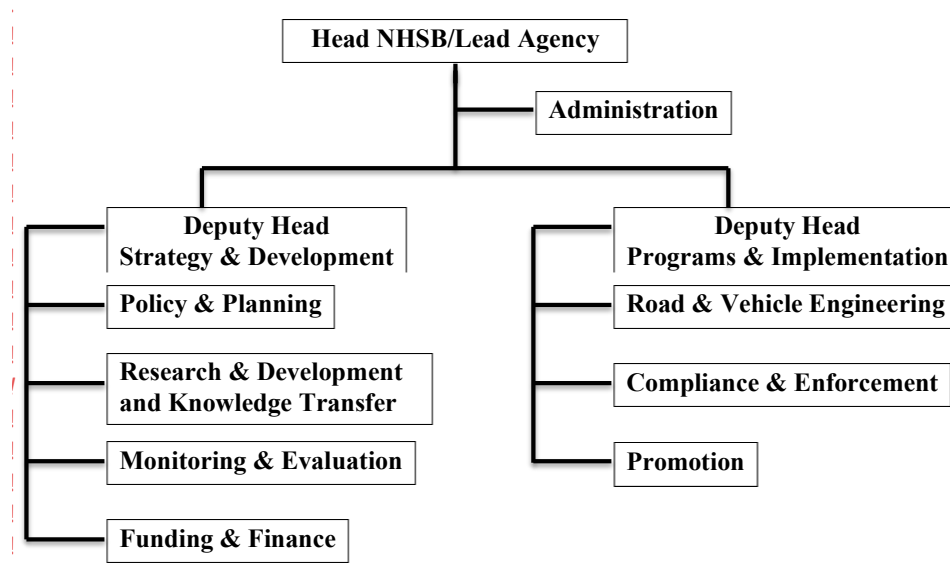 Head NHSB/Lead Agency
Administration
Deputy Head
Strategy & Development
Policy & Planning
Research & Development
and Knowledge Transfer
Monitoring & Evaluation
Funding & Finance
Deputy Head
Programs & Implementation
Road & Vehicle Engineering
Compliance & Enforcement
Promotion